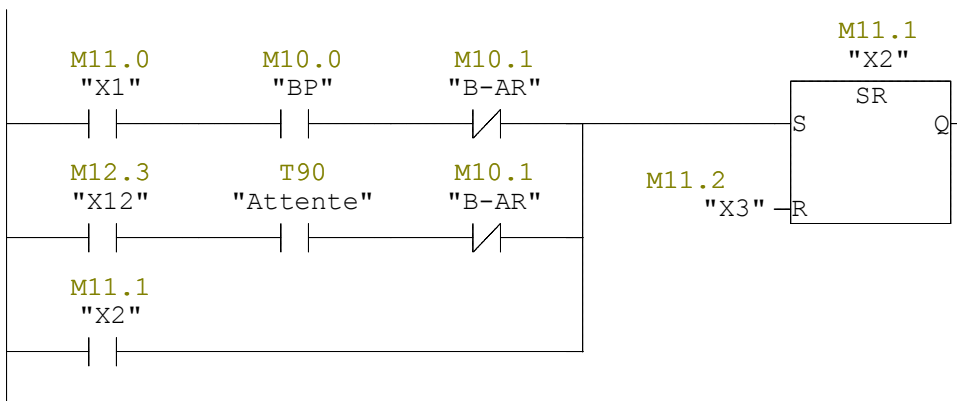 M11.1
"X2"
M11.0 M10.0 M10.1
"X1" "BP" "B-AR"
SR
S Q
M12.3 T90 M10.1
"X12" "Attente" "B-AR"
M11.2
"X3" R
M11.1
"X2"